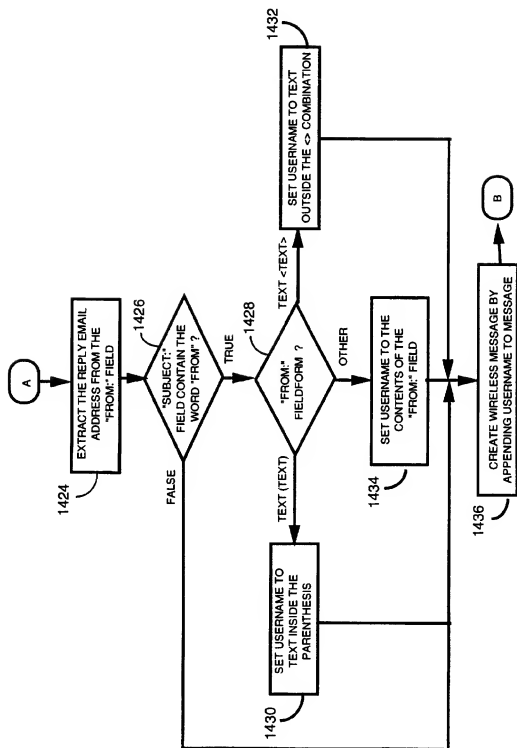 A
EXTRACT THE REPLY EMAIL
ADDRESS FROM THE
"FROM:" FIELD
1424
"SUBJECT:"
FIELD CONTAIN THE
WORD "FROM" ?
1426
FALSE
TRUE
"FROM:"
FIELDFORM ?
1428
TEXT (TEXT)
TEXT <TEXT>
OTHER
SET USERNAME TO
TEXT INSIDE THE
PARENTHESIS
1430
SET USERNAME TO THE
CONTENTS OF THE
"FROM:" FIELD
1434
SET USERNAME TO TEXT
OUTSIDE THE <> COMBINATION
1432
CREATE WIRELESS MESSAGE BY
APPENDING USERNAME TO MESSAGE
1436
B